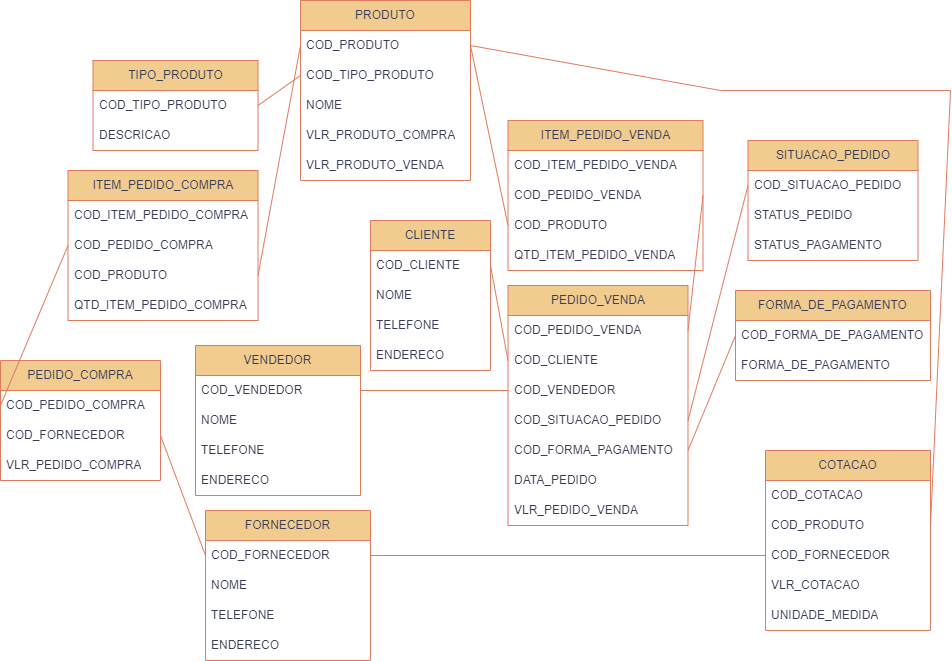 PRODUTO
COD_PRODUTO
COD_TIPO_PRODUTO
NOME
VLR_PRODUTO_COMPRA
VLR_PRODUTO_VENDA
TIPO_PRODUTO
COD_TIPO_PRODUTO
DESCRICAO
ITEM_PEDIDO_COMPRA
COD_ITEM_PEDIDO_COMPRA
COD_PEDIDO_COMPRA
COD_PRODUTO
QTD_ITEM_PEDIDO_COMPRA
ITEM_PEDIDO_VENDA
COD_ITEM_PEDIDO_VENDA
COD_PEDIDO_VENDA
COD_PRODUTO
QTD_ITEM_PEDIDO_VENDA
SITUACAO_PEDIDO
COD_SITUACAO_PEDIDO
STATUS_PEDIDO
STATUS_PAGAMENTO
CLIENTE
COD_CLIENTE
NOME
TELEFONE
ENDERECO
PEDIDO_VENDA
COD_PEDIDO_VENDA
COD_CLIENTE
COD_VENDEDOR
COD_SITUACAO_PEDIDO
COD_FORMA_PAGAMENTO
DATA_PEDIDO
VLR_PEDIDO_VENDA
FORMA_DE_PAGAMENTO
COD_FORMA_DE_PAGAMENTO
FORMA_DE_PAGAMENTO
PEDIDO_COMPRA
COD_PEDIDO_COMPRA
COD_FORNECEDOR
VLR_PEDIDO_COMPRA
VENDEDOR
COD_VENDEDOR
NOME
TELEFONE
ENDERECO
FORNECEDOR
COD_FORNECEDOR
NOME
TELEFONE
ENDERECO
COTACAO
COD_COTACAO
COD_PRODUTO
COD_FORNECEDOR
VLR_COTACAO
UNIDADE_MEDIDA